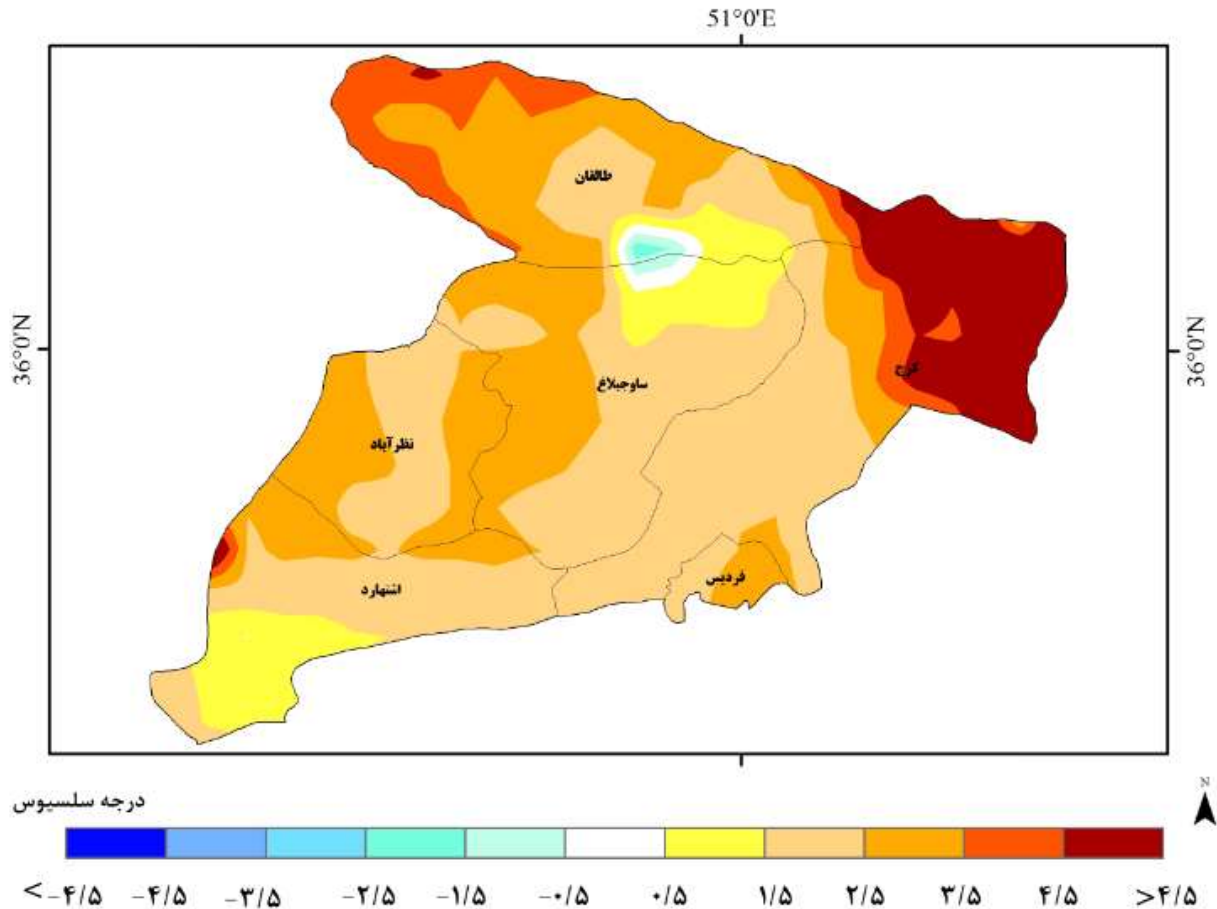 51°0'E
36°0'N
36°0'N
طالقان
کرج
ساوجبلاغ
نظرآباد
فردیس
اشتهارد
درجه سلسیوس
N
<-۴/۵ -۴/۵ -۳/۵ -۲/۵ -۱/۵ -۰/۵ ۰/۵ ۱/۵ ۲/۵ ۳/۵ ۴/۵ >۴/۵